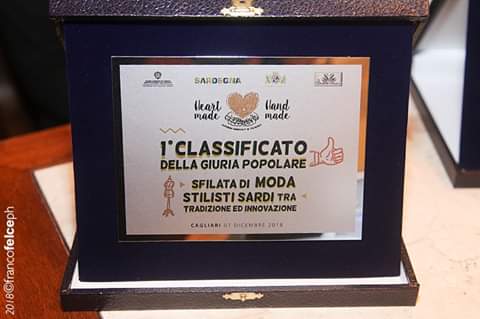 SARDEGNA
Heart Hand
made made
1° CLASSIFICATO
DELLA GIURIA POPOLARE
SFILATA DI MODA
STILISTI SARDI TRA
TRADIZIONE ED INNOVAZIONE
CAGLIARI 01 DICEMBRE 2018
2018©francofelceph